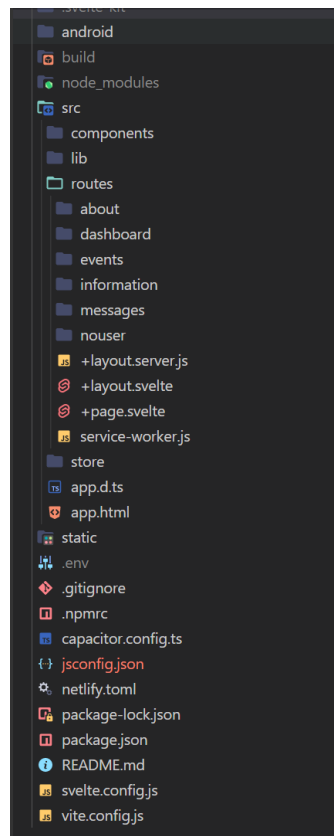 .svelte-kit
android
build
node_modules
src
components
lib
routes
about
dashboard
events
information
messages
nouser
+layout.server.js
+layout.svelte
+page.svelte
service-worker.js
store
app.d.ts
app.html
static
.env
.gitignore
.npmrc
capacitor.config.ts
jsconfig.json
netlify.toml
package-lock.json
package.json
README.md
svelte.config.js
vite.config.js